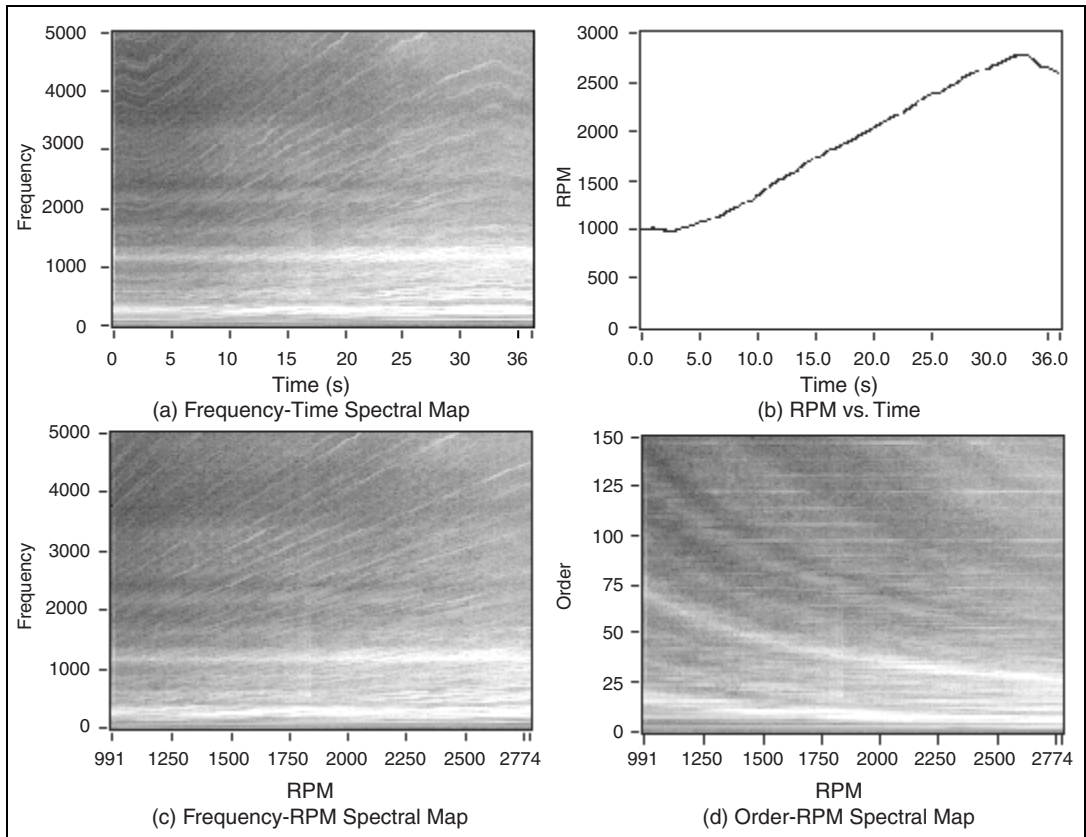 5000
4000
3000
2000
1000
0
Frequency
0 5 10 15 20 25 30 36
Time (s)
(a) Frequency-Time Spectral Map
3000
2500
2000
1500
1000
500
0
RPM
0.0 5.0 10.0 15.0 20.0 25.0 30.0 36.0
Time (s)
(b) RPM vs. Time
5000
4000
3000
2000
1000
0
Frequency
991 1250 1500 1750 2000 2250 2500 2774
RPM
(c) Frequency-RPM Spectral Map
150
125
100
75
50
25
0
Order
991 1250 1500 1750 2000 2250 2500 2774
RPM
(d) Order-RPM Spectral Map